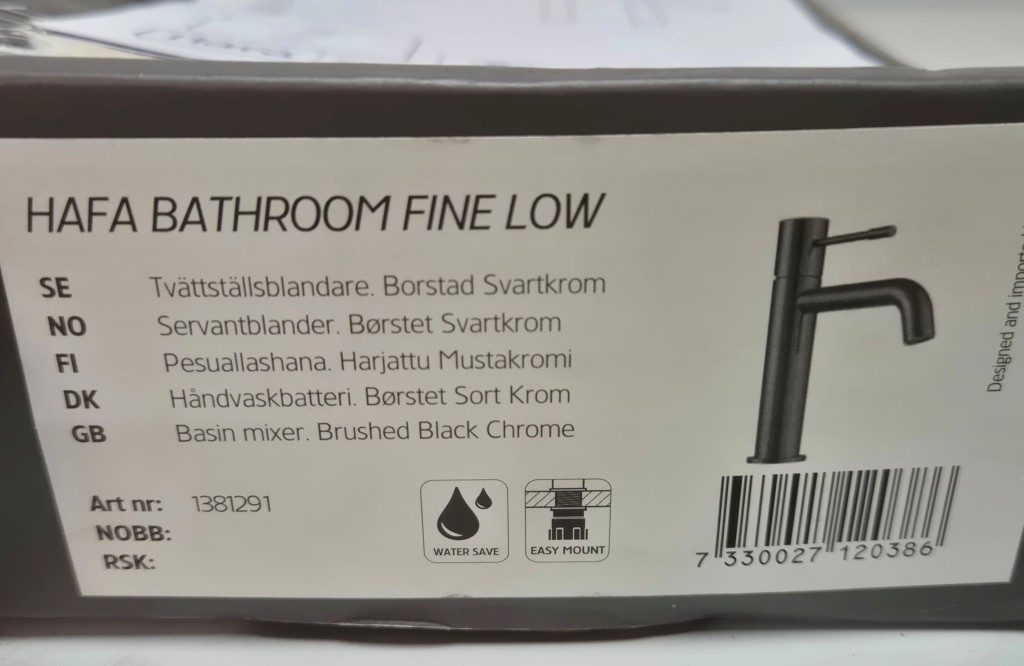 HAFA BATHROOM FINE LOW
SE Tvättställsblandare. Borstad Svartkrom
NO Servantblander. Børstet Svartkrom
FI Pesuallashana. Harjattu Mustakromi
DK Håndvaskbatteri. Børstet Sort Krom
GB Basin mixer. Brushed Black Chrome
Art nr: 1381291
NOBB:
RSK:
WATER SAVE
EASY MOUNT
7 330027 120386
Designed and